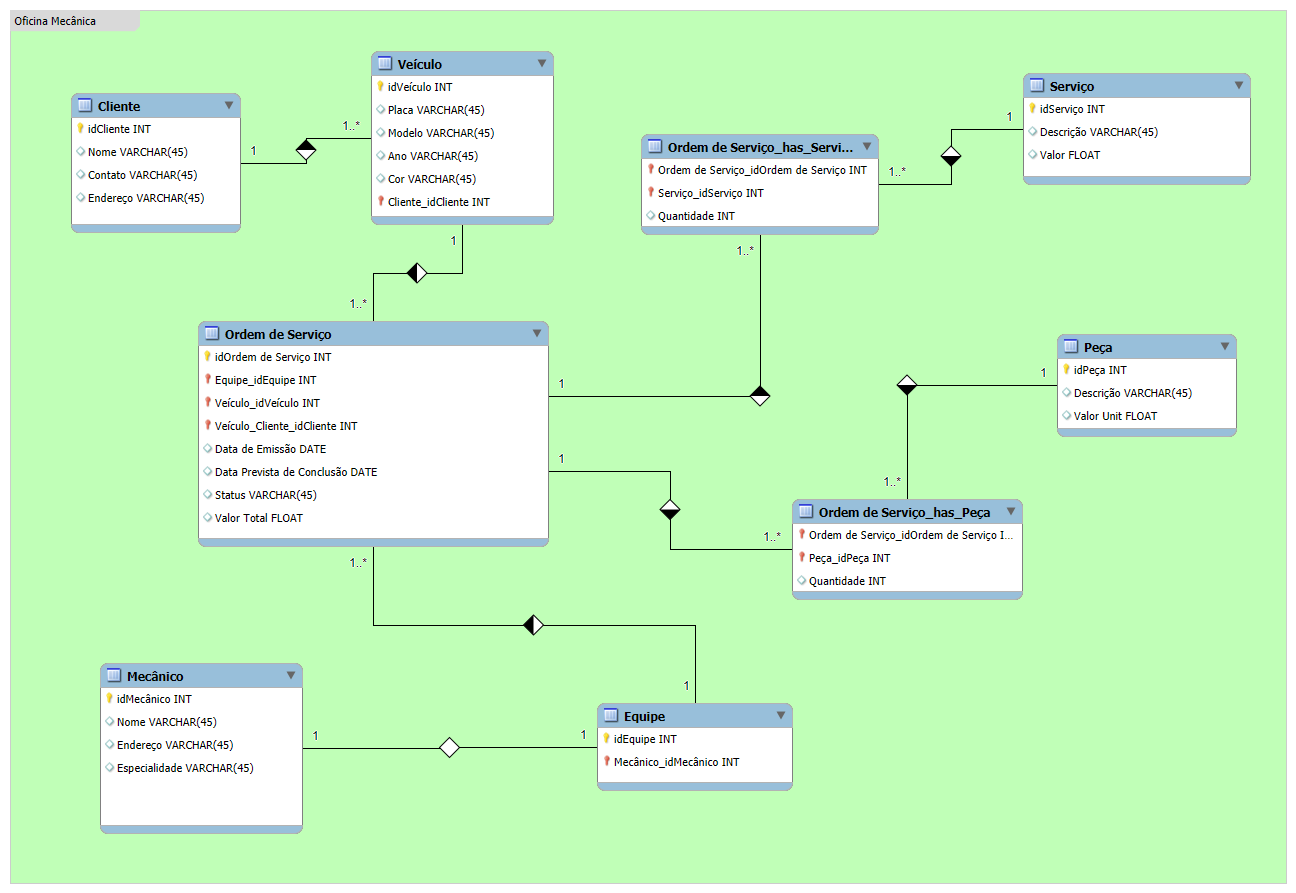 Oficina Mecânica
Cliente
idCliente INT
Nome VARCHAR(45)
Contato VARCHAR(45)
Endereço VARCHAR(45)
1
1..*
Veículo
idVeículo INT
Placa VARCHAR(45)
Modelo VARCHAR(45)
Ano VARCHAR(45)
Cor VARCHAR(45)
Cliente_idCliente INT
1
1..*
Ordem de Serviço_has_Servi...
Ordem de Serviço_idOrdem de Serviço INT
Serviço_idServiço INT
Quantidade INT
1..*
1
1..*
Serviço
idServiço INT
Descrição VARCHAR(45)
Valor FLOAT
Ordem de Serviço
idOrdem de Serviço INT
Equipe_idEquipe INT
Veículo_idVeículo INT
Veículo_Cliente_idCliente INT
Data de Emissão DATE
Data Prevista de Conclusão DATE
Status VARCHAR(45)
Valor Total FLOAT
1
1
1..*
1..*
Peça
idPeça INT
Descrição VARCHAR(45)
Valor Unit FLOAT
1
1..*
Ordem de Serviço_has_Peça
Ordem de Serviço_idOrdem de Serviço I...
Peça_idPeça INT
Quantidade INT
Mecânico
idMecânico INT
Nome VARCHAR(45)
Endereço VARCHAR(45)
Especialidade VARCHAR(45)
1
1
1
Equipe
idEquipe INT
Mecânico_idMecânico INT